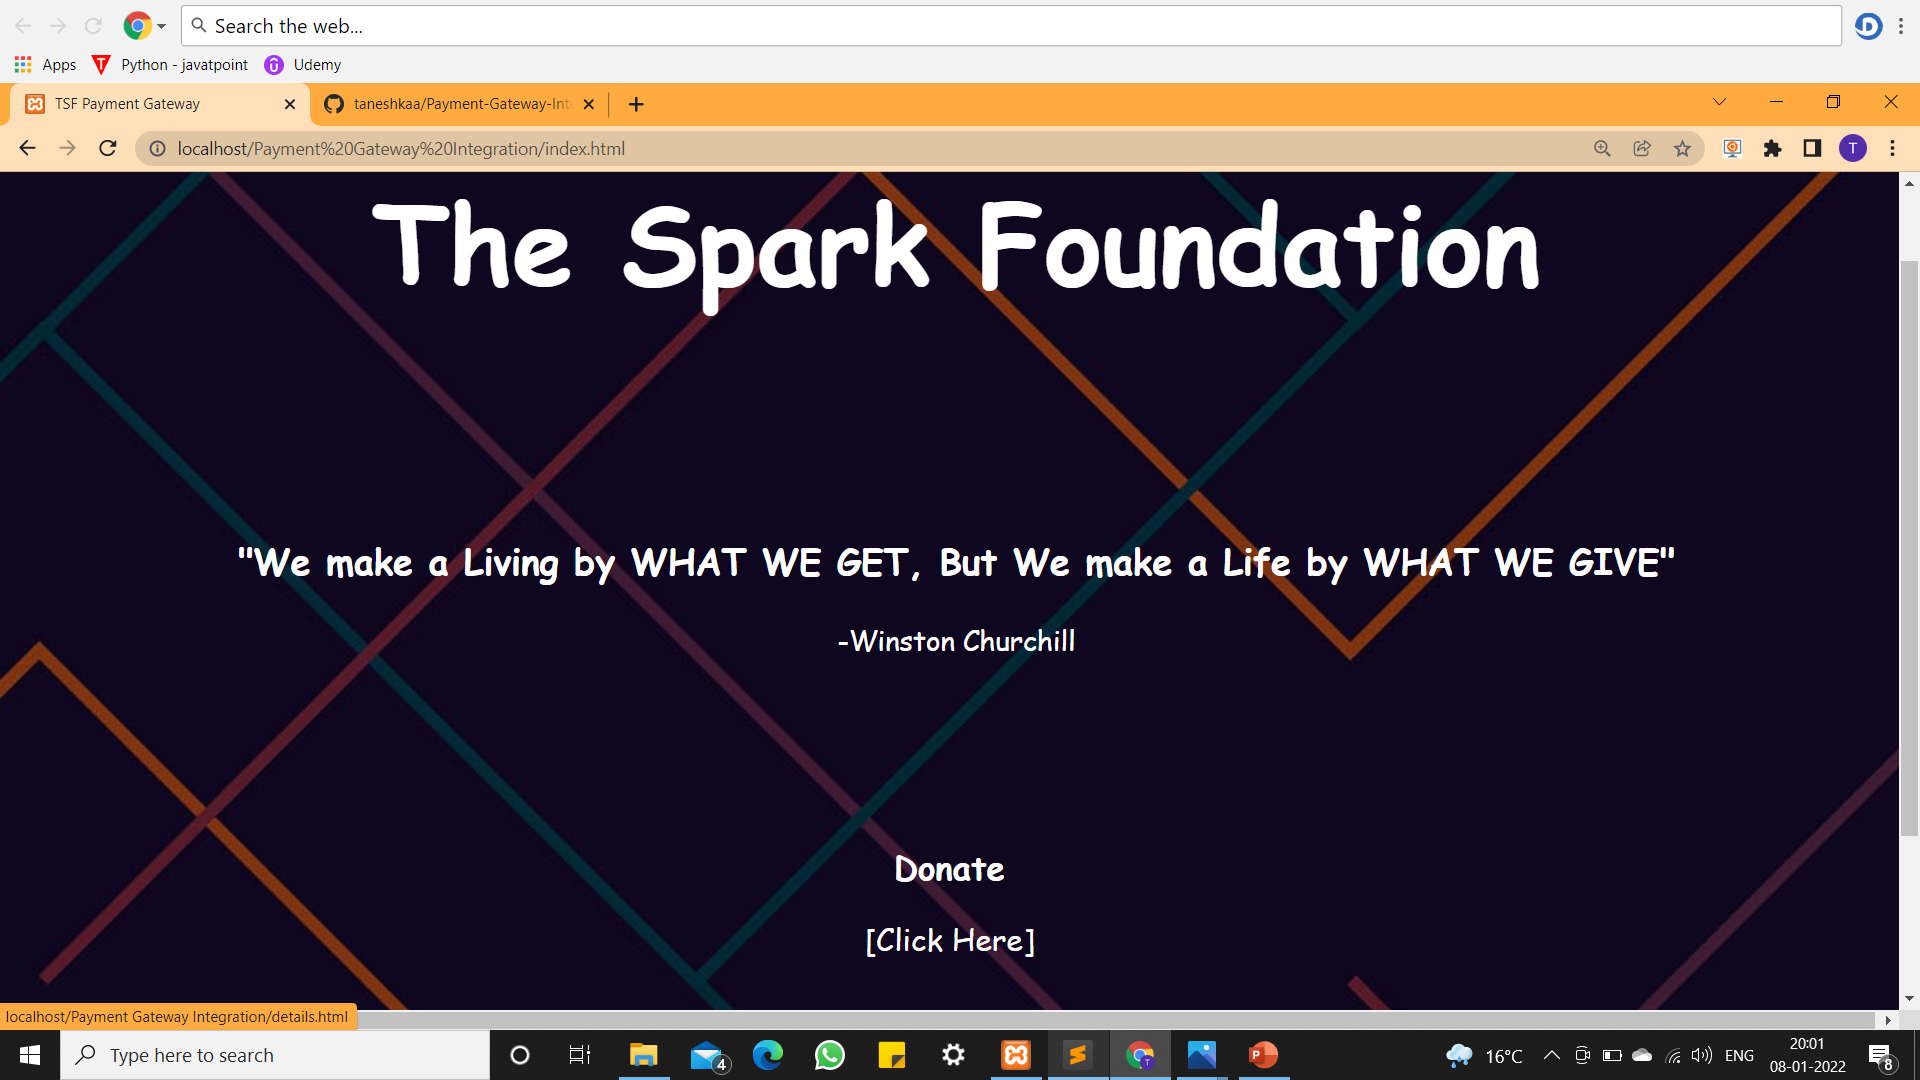 Search the web...
Apps
Python - javatpoint
Udemy
TSF Payment Gateway
taneshkaa/Payment-Gateway-Int
localhost/Payment%20Gateway%20Integration/index.html
T
The Spark Foundation
"We make a Living by WHAT WE GET, But We make a Life by WHAT WE GIVE"
-Winston Churchill
Donate
[Click Here]
localhost/Payment Gateway Integration/details.html
Type here to search
4
16°C
ENG
20:01
08-01-2022
8